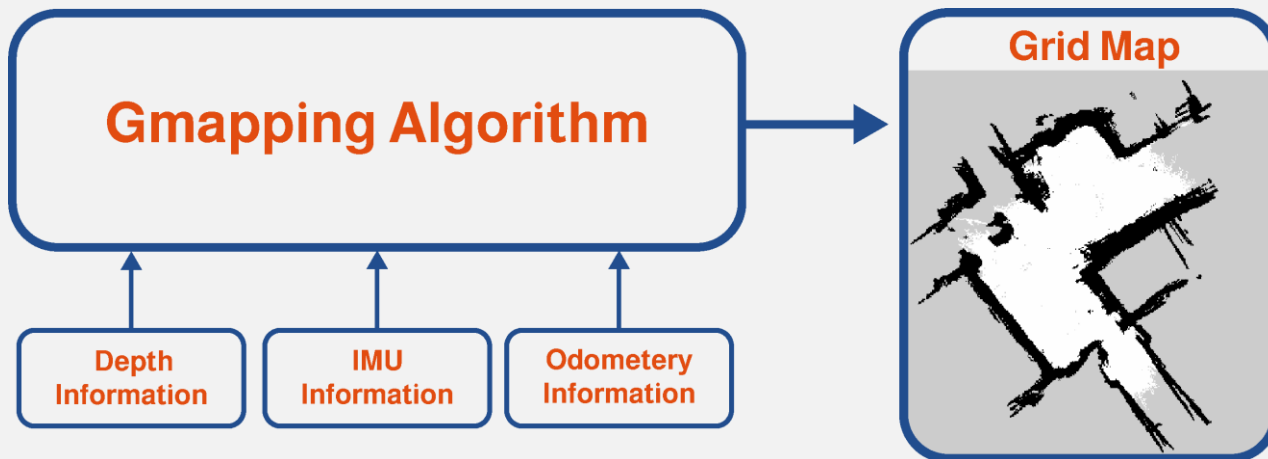 Gmapping Algorithm
Grid Map
Depth
Information
IMU
Information
Odometery
Information